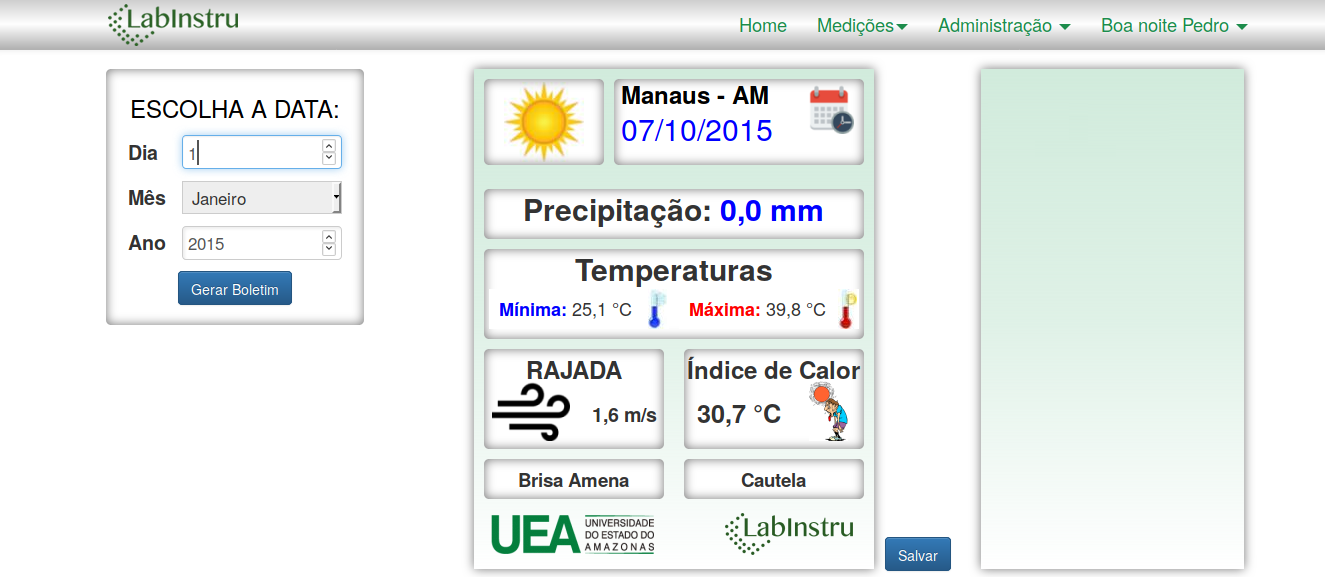 LabInstru
Home Medições Administração Boa noite Pedro
ESCOLHA A DATA:
Dia 1
Mês Janeiro
Ano 2015
Gerar Boletim
Manaus - AM
07/10/2015
Precipitação: 0,0 mm
Temperaturas
Mínima: 25,1 °C Máxima: 39,8 °C
RAJADA
1,6 m/s
Índice de Calor
30,7 °C
Brisa Amena
Cautela
UEA
UNIVERSIDADE
DO ESTADO DO
AMAZONAS
LabInstru
Salvar